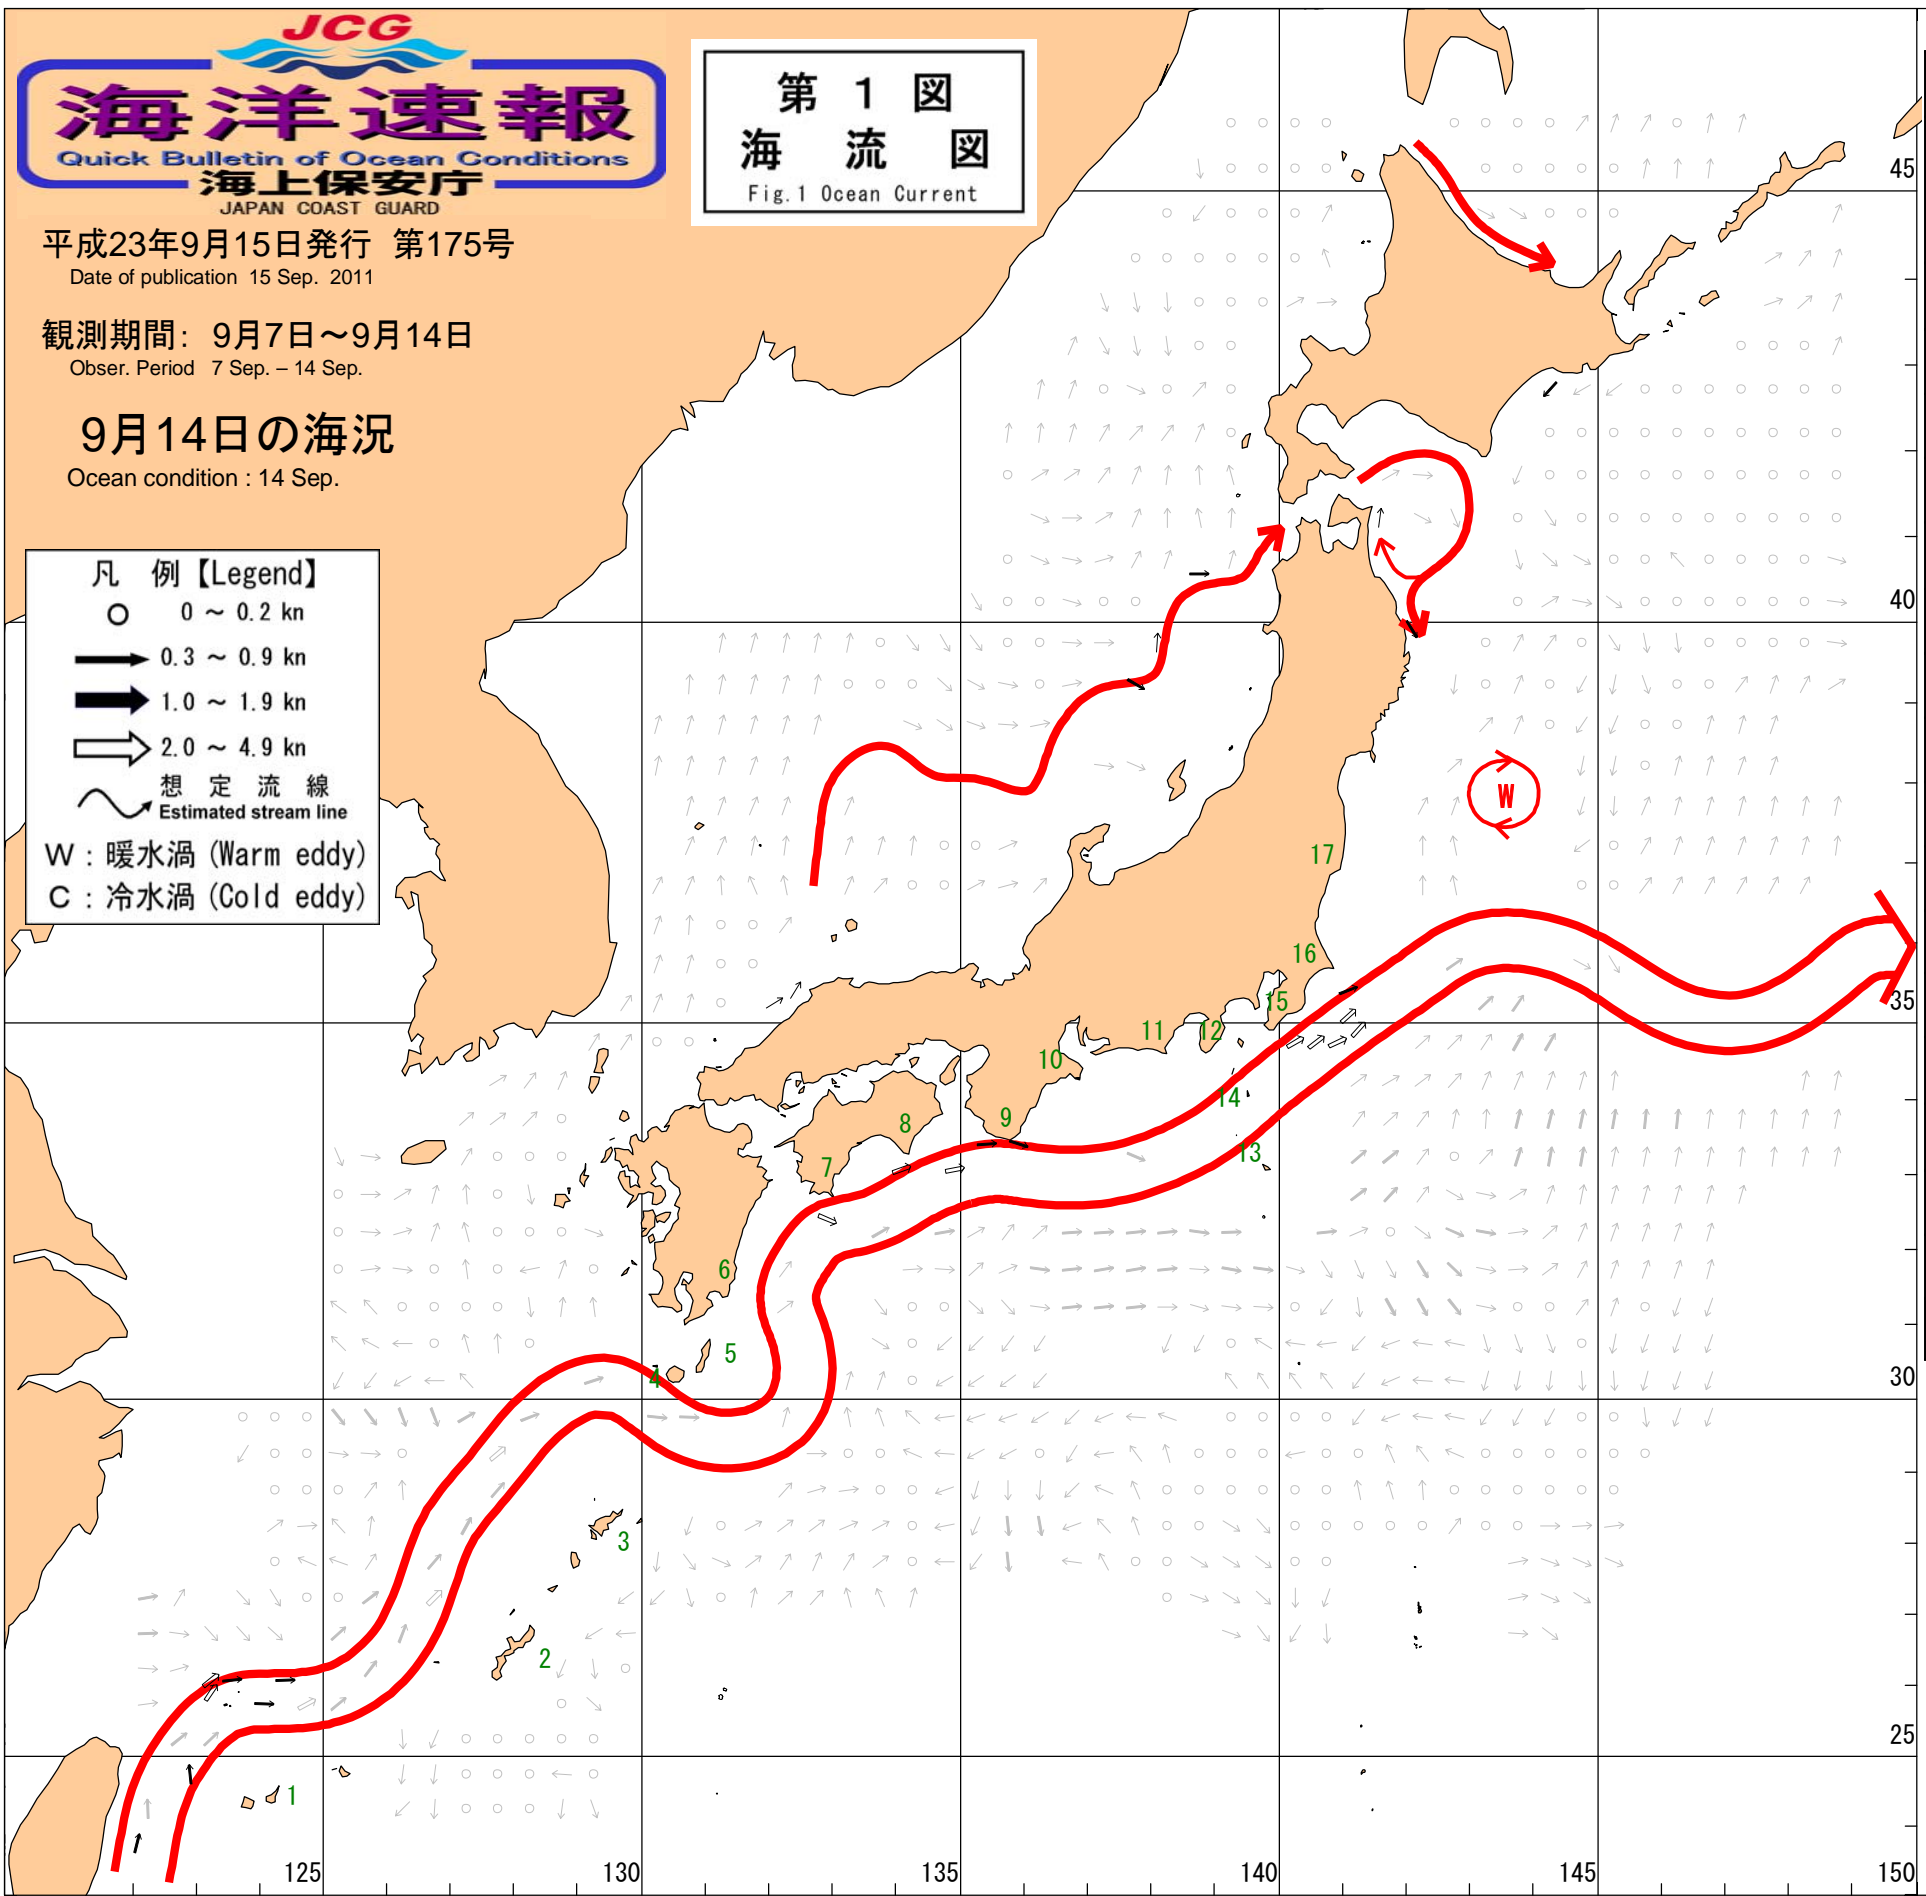 JCG
海洋速報
Quick Bulletin of Ocean Conditions
海上保安庁
JAPAN COAST GUARD
第 1 図
海 流 図
Fig.1 Ocean Current
平成23年9月15日発行 第175号
Date of publication 15 Sep. 2011
観測期間: 9月7日～9月14日
Obser. Period 7 Sep. – 14 Sep.
9月14日の海況
Ocean condition : 14 Sep.
凡 例【Legend】
0 ～ 0.2 kn
0.3 ～ 0.9 kn
1.0 ～ 1.9 kn
2.0 ～ 4.9 kn
想 定 流 線
Estimated stream line
W : 暖水渦 (Warm eddy)
C : 冷水渦 (Cold eddy)
45
40
W
17
16
35
15
12
11
10
14
9
8
13
7
6
5
4
30
3
2
25
1
125
130
135
140
145
150